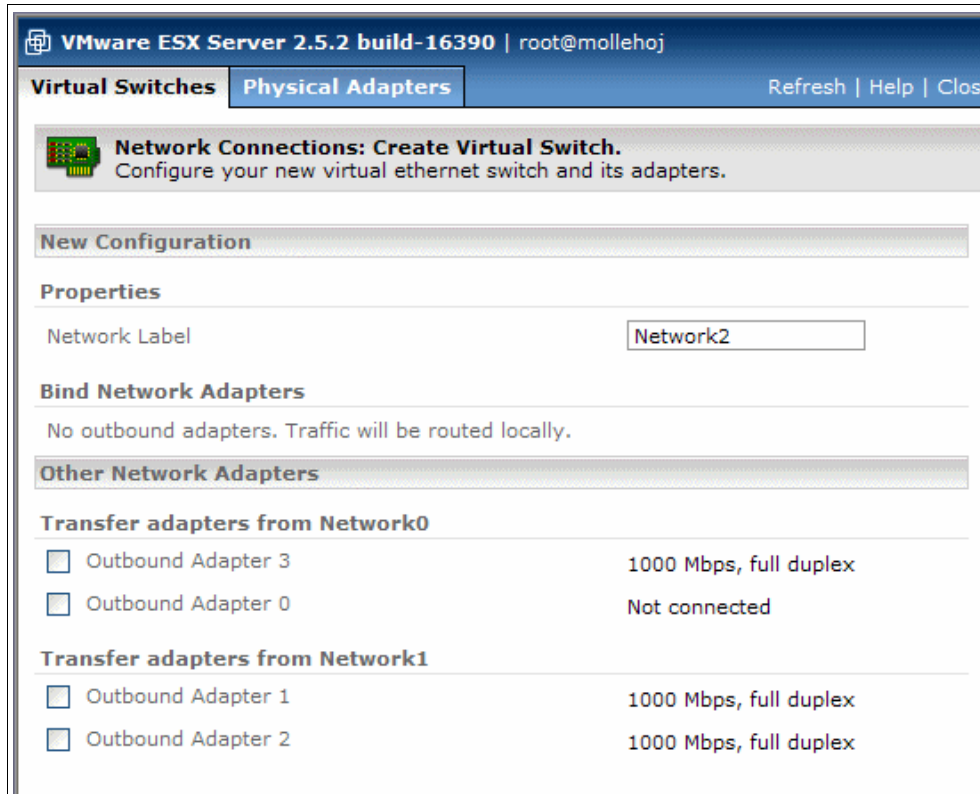 VMware ESX Server 2.5.2 build-16390 | root@mollehoj
Virtual Switches Physical Adapters Refresh | Help | Clos
Network Connections: Create Virtual Switch.
Configure your new virtual ethernet switch and its adapters.
New Configuration
Properties
Network Label Network2
Bind Network Adapters
No outbound adapters. Traffic will be routed locally.
Other Network Adapters
Transfer adapters from Network0
Outbound Adapter 3 1000 Mbps, full duplex
Outbound Adapter 0 Not connected
Transfer adapters from Network1
Outbound Adapter 1 1000 Mbps, full duplex
Outbound Adapter 2 1000 Mbps, full duplex